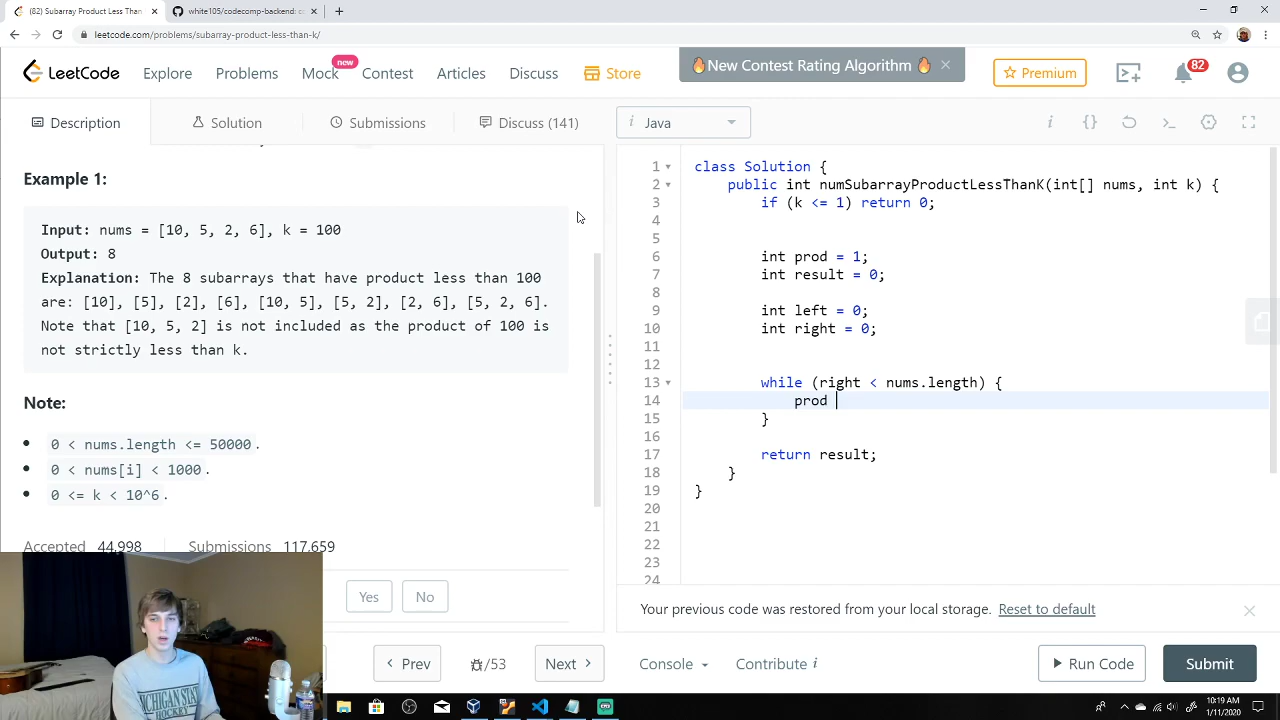 (82) Subarray Product Less Than K
white105/codecomp-backend: c
leetcode.com/problems/subarray-product-less-than-k/
LeetCode
Explore
Problems
Mock
new
Contest
Articles
Discuss
🔥New Contest Rating Algorithm 🔥
Store
Premium
82
Description
Solution
Submissions
Discuss (141)
Java
Example 1:
Input: nums = [10, 5, 2, 6], k = 100
Output: 8
Explanation: The 8 subarrays that have product less than 100
are: [10], [5], [2], [6], [10, 5], [5, 2], [2, 6], [5, 2, 6].
Note that [10, 5, 2] is not included as the product of 100 is
not strictly less than k.
Note:
0 < nums.length <= 50000.
0 < nums[i] < 1000.
0 <= k < 10^6.
Accepted 44,998 Submissions 117,659
Yes
No
Prev
/53
Next
1 class Solution {
2 public int numSubarrayProductLessThanK(int[] nums, int k) {
3 if (k <= 1) return 0;
4
5
6 int prod = 1;
7 int result = 0;
8
9 int left = 0;
10 int right = 0;
11
12
13 while (right < nums.length) {
14 prod
15 }
16
17 return result;
18 }
19 }
20
21
22
23
24
Your previous code was restored from your local storage. Reset to default
Console
Contribute i
Run Code
Submit
MICHIGAN STATE
HOCKEY
10:19 AM
1/11/2020